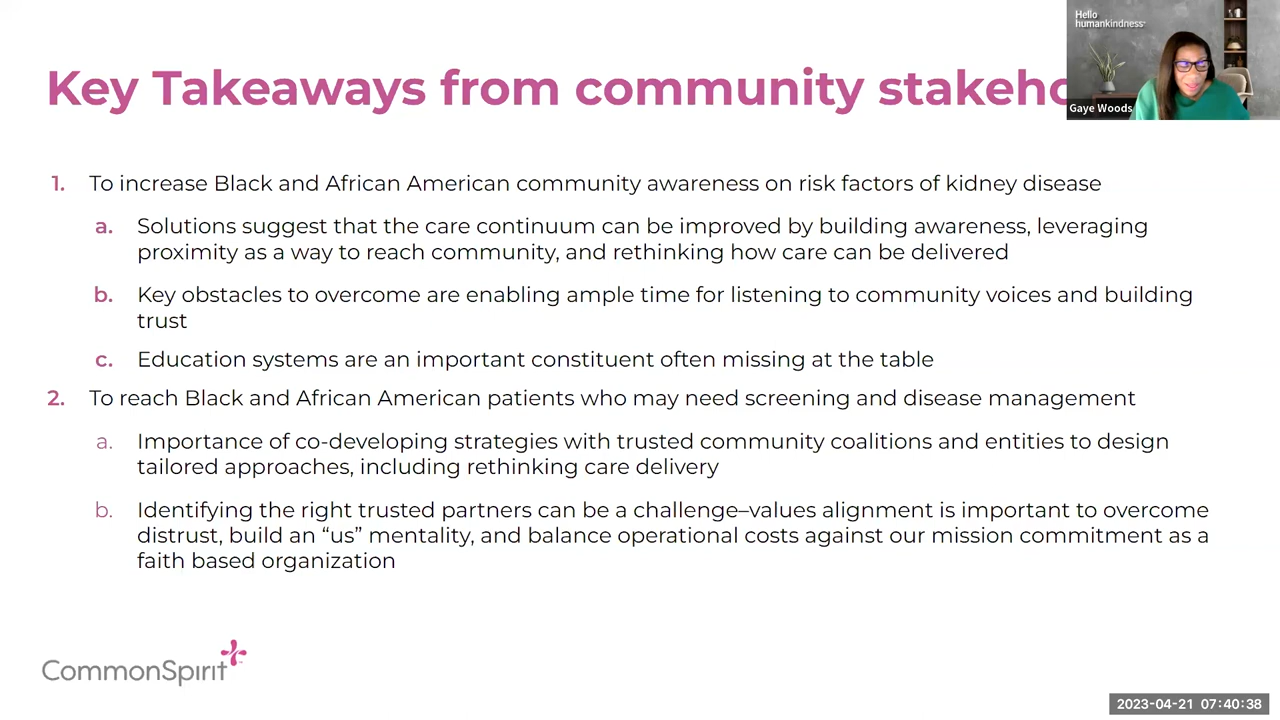 Hello
humankindness
Key Takeaways from community stakeho
Gaye Woods
1. To increase Black and African American community awareness on risk factors of kidney disease
a. Solutions suggest that the care continuum can be improved by building awareness, leveraging
proximity as a way to reach community, and rethinking how care can be delivered
b. Key obstacles to overcome are enabling ample time for listening to community voices and building
trust
c. Education systems are an important constituent often missing at the table
2. To reach Black and African American patients who may need screening and disease management
a. Importance of co-developing strategies with trusted community coalitions and entities to design
tailored approaches, including rethinking care delivery
b. Identifying the right trusted partners can be a challenge–values alignment is important to overcome
distrust, build an “us” mentality, and balance operational costs against our mission commitment as a
faith based organization
CommonSpirit
2023-04-21 07:40:38